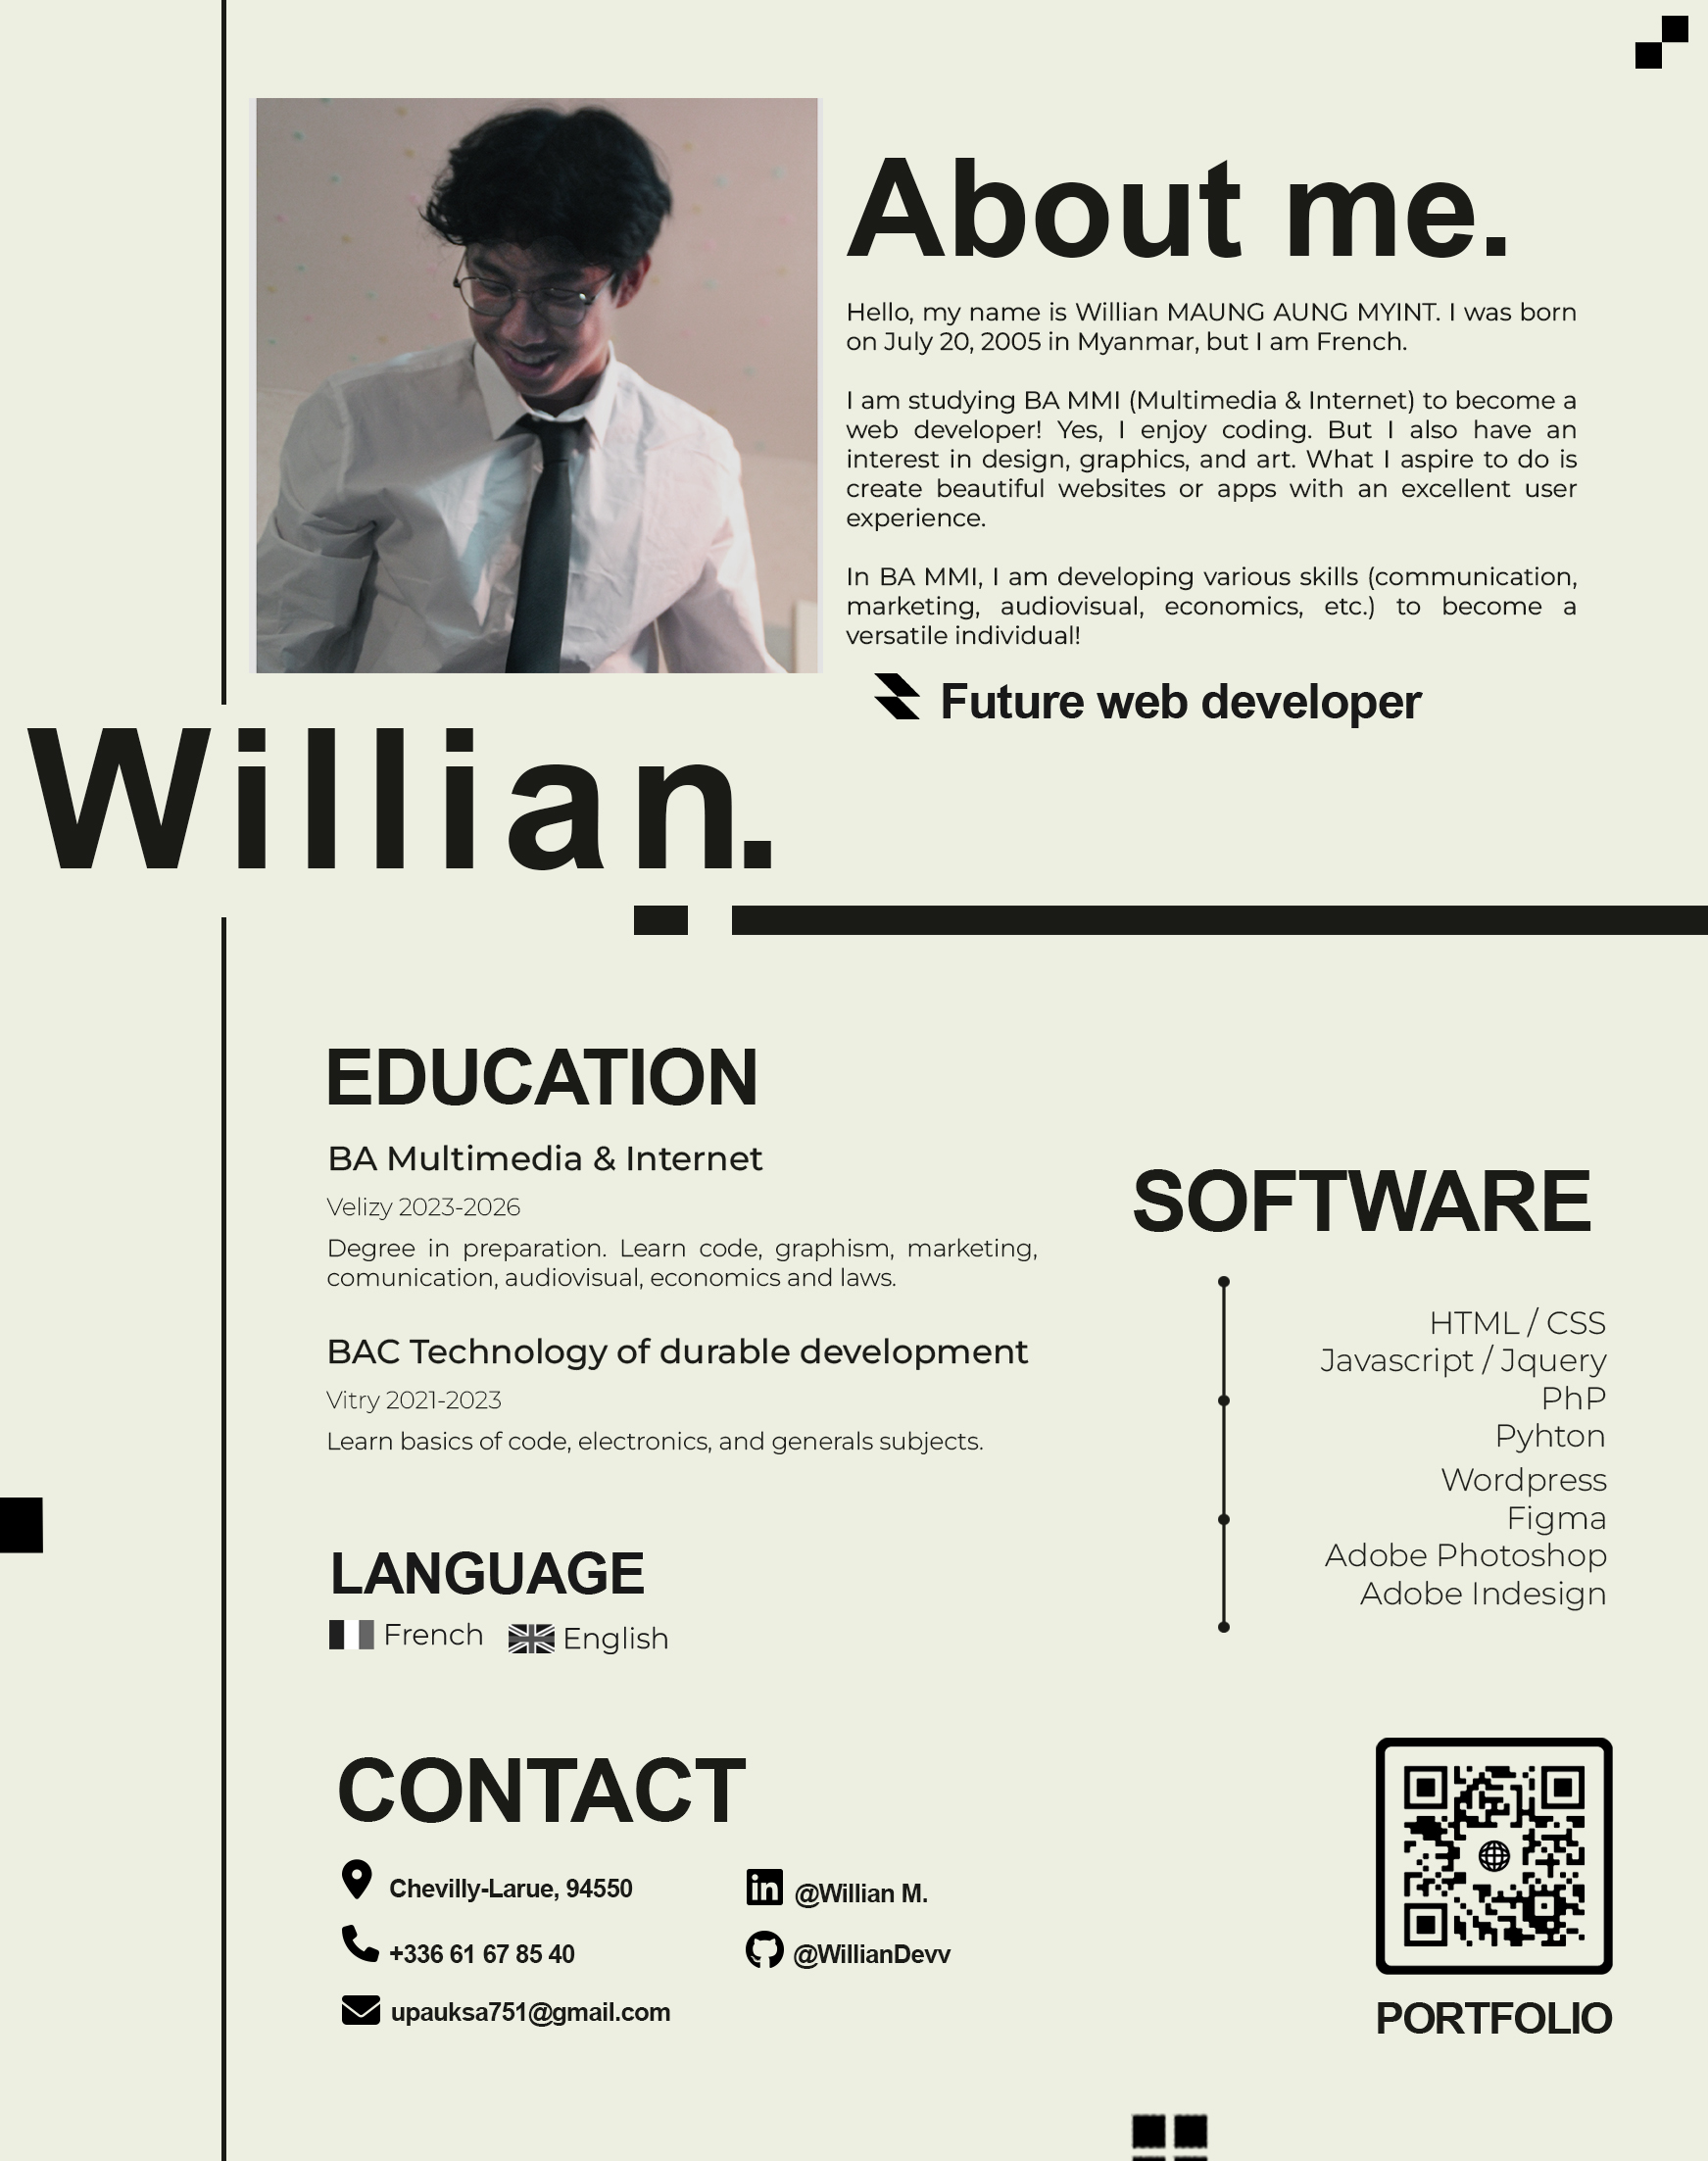 About me.
Hello, my name is Willian MAUNG AUNG MYINT. I was born
on July 20, 2005 in Myanmar, but I am French.
I am studying BA MMI (Multimedia & Internet) to become a
web developer! Yes, I enjoy coding. But I also have an
interest in design, graphics, and art. What I aspire to do is
create beautiful websites or apps with an excellent user
experience.
In BA MMI, I am developing various skills (communication,
marketing, audiovisual, economics, etc.) to become a
versatile individual!
Future web developer
Willian.
EDUCATION
BA Multimedia & Internet
Velizy 2023-2026
Degree in preparation. Learn code, graphism, marketing,
comunication, audiovisual, economics and laws.
BAC Technology of durable development
Vitry 2021-2023
Learn basics of code, electronics, and generals subjects.
SOFTWARE
HTML / CSS
Javascript / Jquery
PhP
Pyhton
Wordpress
Figma
Adobe Photoshop
Adobe Indesign
LANGUAGE
French English
CONTACT
Chevilly-Larue, 94550
+336 61 67 85 40
upauksa751@gmail.com
in @Willian M.
@WillianDevv
PORTFOLIO